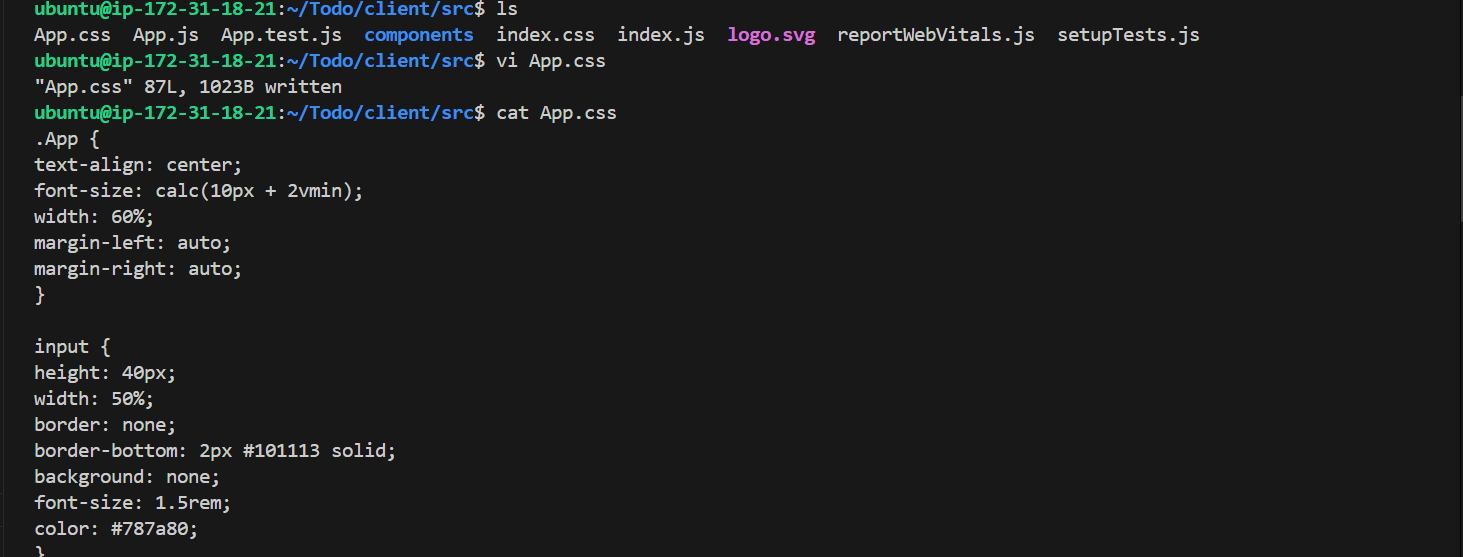 ubuntu@ip-172-31-18-21:~/Todo/client/src$ ls
App.css  App.js  App.test.js  components  index.css  index.js  logo.svg  reportWebVitals.js  setupTests.js
ubuntu@ip-172-31-18-21:~/Todo/client/src$ vi App.css
"App.css" 87L, 1023B written
ubuntu@ip-172-31-18-21:~/Todo/client/src$ cat App.css
.App {
text-align: center;
font-size: calc(10px + 2vmin);
width: 60%;
margin-left: auto;
margin-right: auto;
}

input {
height: 40px;
width: 50%;
border: none;
border-bottom: 2px #101113 solid;
background: none;
font-size: 1.5rem;
color: #787a80;
}